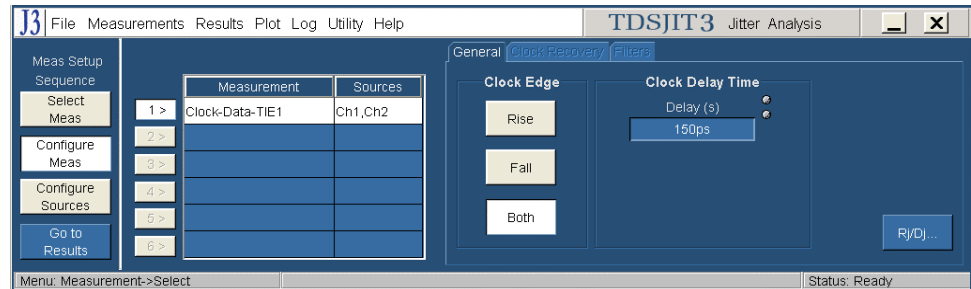 J3 File Measurements Results Plot Log Utility Help TDSJIT3 Jitter Analysis _ X
Meas Setup
Sequence
Select
Meas
Configure
Meas
Configure
Sources
Go to
Results
Measurement Sources
1 > Clock-Data-TIE1 Ch1,Ch2
2 >
3 >
4 >
5 >
6 >
General Clock Recovery Filters
Clock Edge
Rise
Fall
Both
Clock Delay Time
Delay (s)
150ps
Rj/Dj...
Menu: Measurement->Select Status: Ready